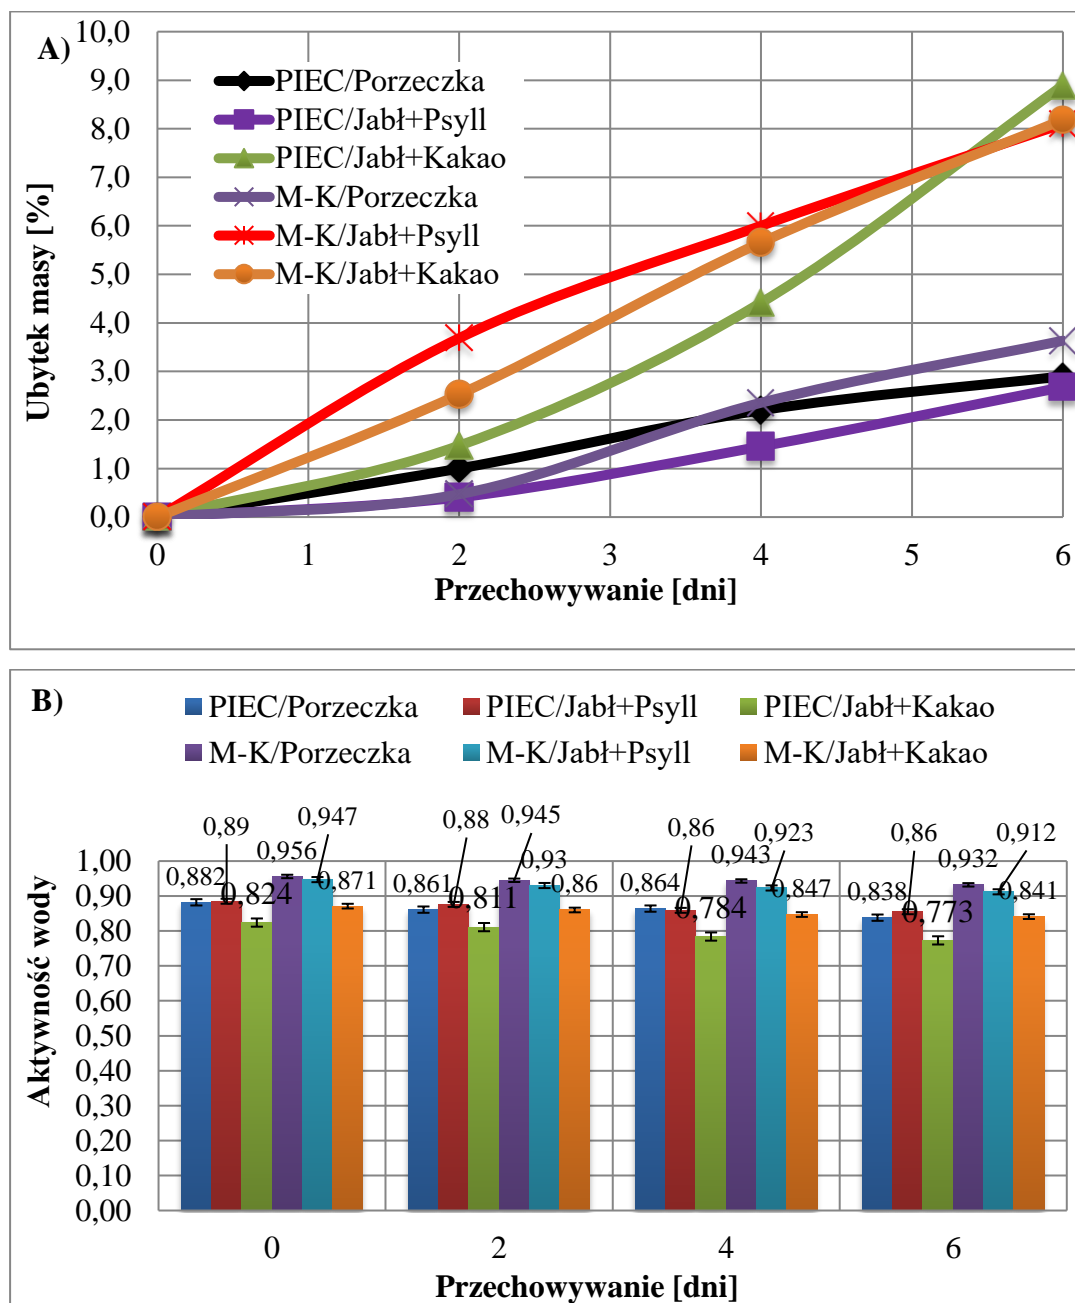 A)
10,0
9,0
8,0
7,0
6,0
5,0
4,0
3,0
2,0
1,0
0,0
Ubytek masy [%]
PIEC/Porzeczka
PIEC/Jabł+Psyll
PIEC/Jabł+Kakao
M-K/Porzeczka
M-K/Jabł+Psyll
M-K/Jabł+Kakao
0 1 2 3 4 5 6
Przechowywanie [dni]
B)
PIEC/Porzeczka PIEC/Jabł+Psyll PIEC/Jabł+Kakao
M-K/Porzeczka M-K/Jabł+Psyll M-K/Jabł+Kakao
Aktywność wody
1,00
0,90
0,80
0,70
0,60
0,50
0,40
0,30
0,20
0,10
0,00
0,882 0,89 0,824 0,956 0,947 0,871
0,861 0,88 0,811 0,945 0,93 0,86
0,864 0,86 0,784 0,943 0,923 0,847
0,838 0,86 0,773 0,932 0,912 0,841
0 2 4 6
Przechowywanie [dni]